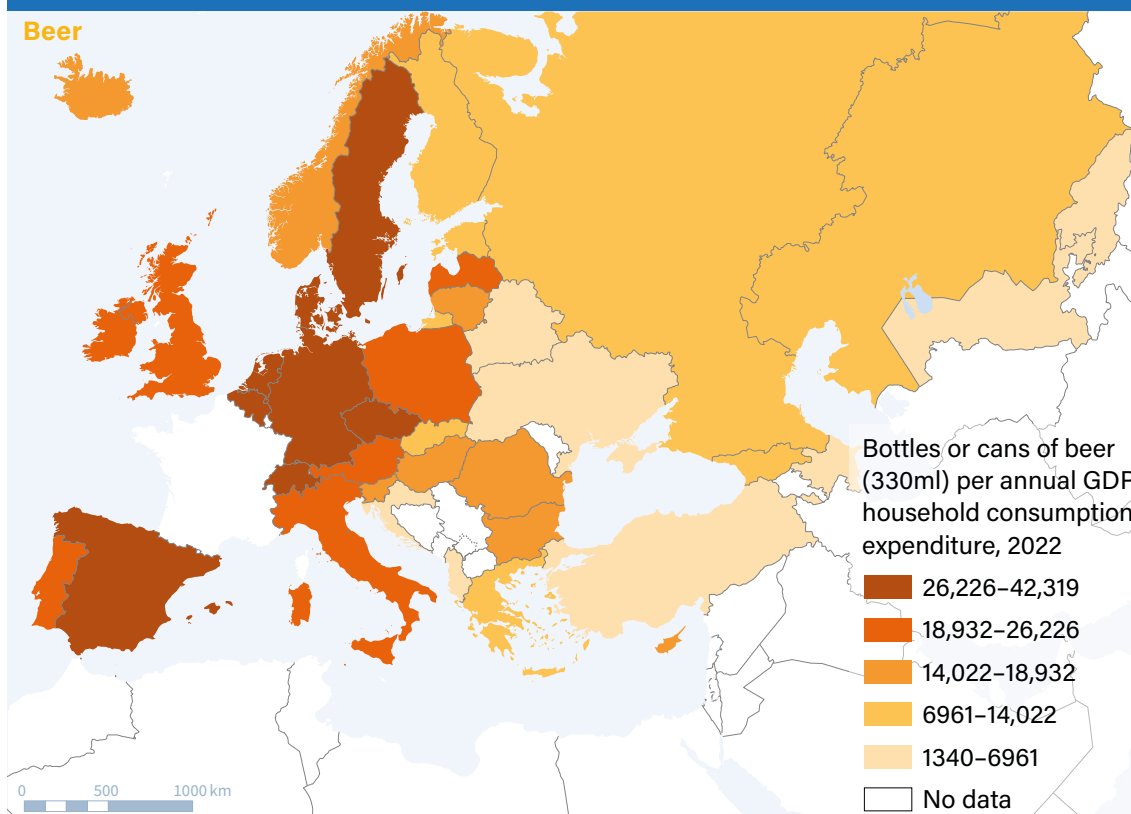 Beer
Bottles or cans of beer
(330ml) per annual GDP
household consumption
expenditure, 2022
26,226–42,319
18,932–26,226
14,022–18,932
6961–14,022
1340–6961
No data
0 500 1000 km